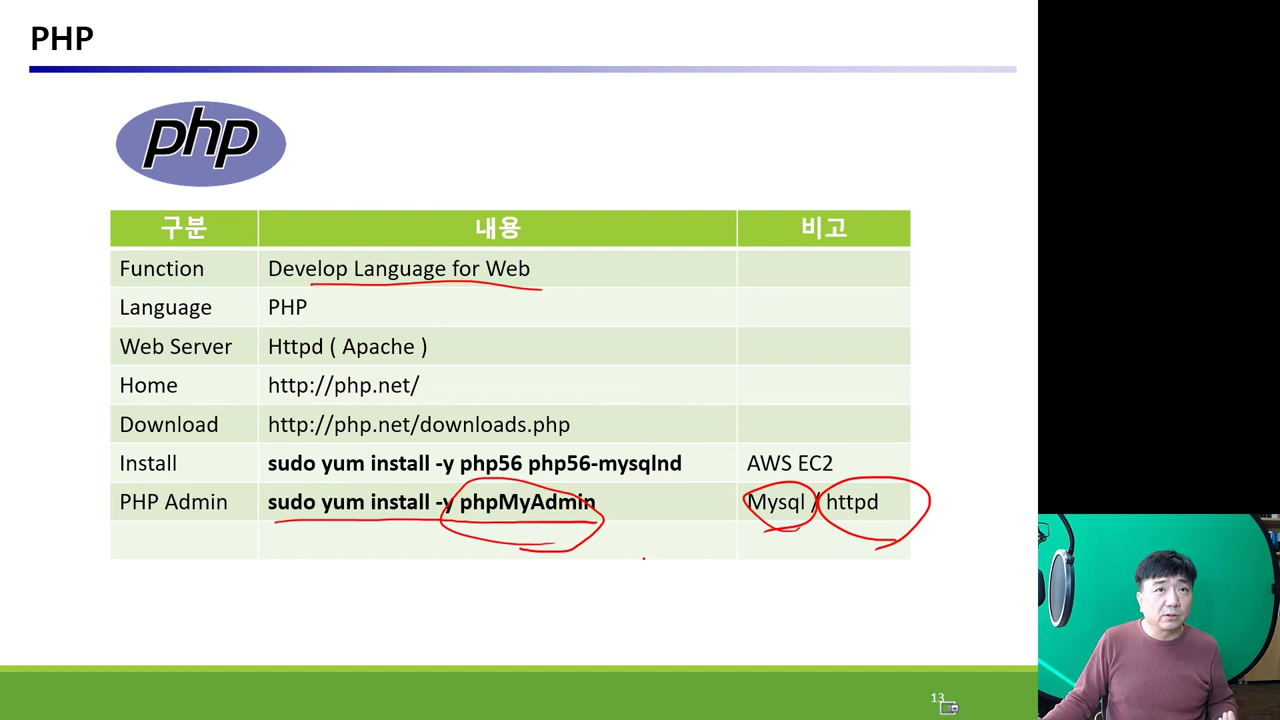 PHP
php
구분 내용 비고
Function Develop Language for Web
Language PHP
Web Server Httpd ( Apache )
Home http://php.net/
Download http://php.net/downloads.php
Install sudo yum install -y php56 php56-mysqlnd AWS EC2
PHP Admin sudo yum install -y phpMyAdmin Mysql / httpd
13